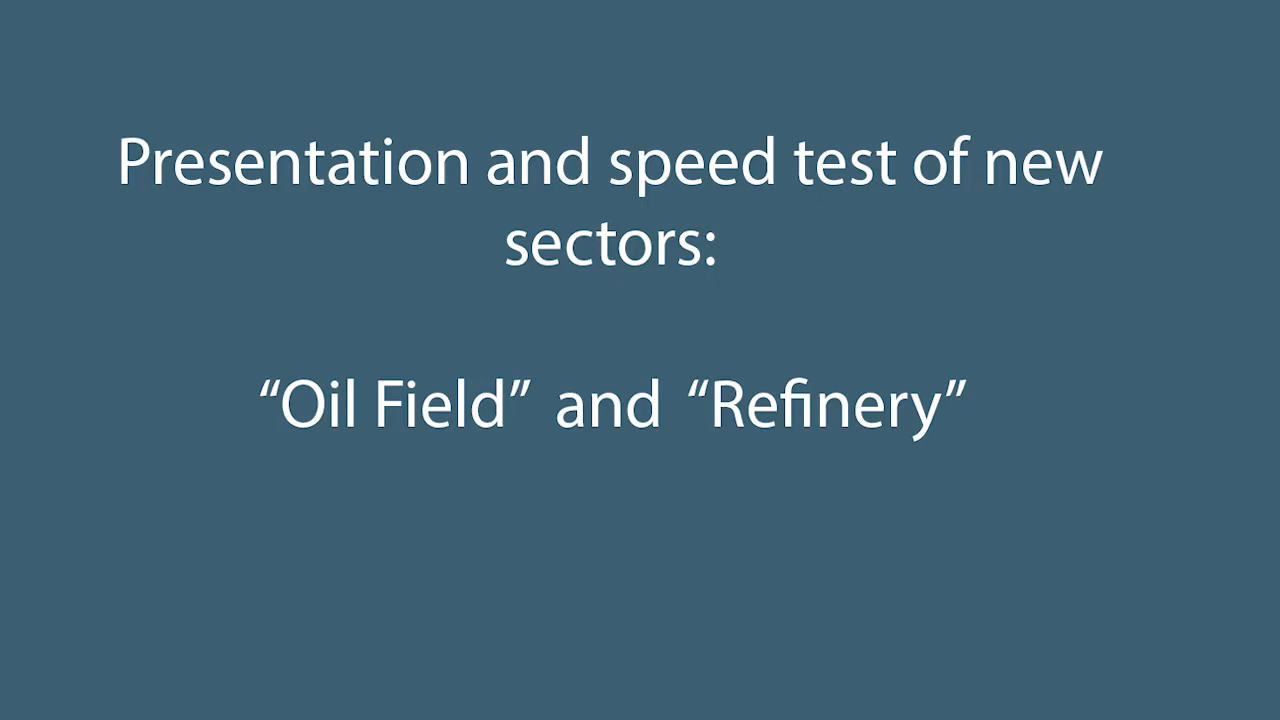 Presentation and speed test of new
sectors:
“Oil Field” and “Refinery”